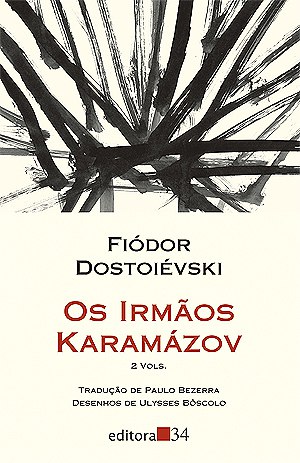 FIÓDOR
DOSTOIÉVSKI
OS IRMÃOS
KARAMÁZOV
2 VOLS.
TRADUÇÃO DE PAULO BEZERRA
DESENHOS DE ULYSSES BÔSCOLO
editora 34